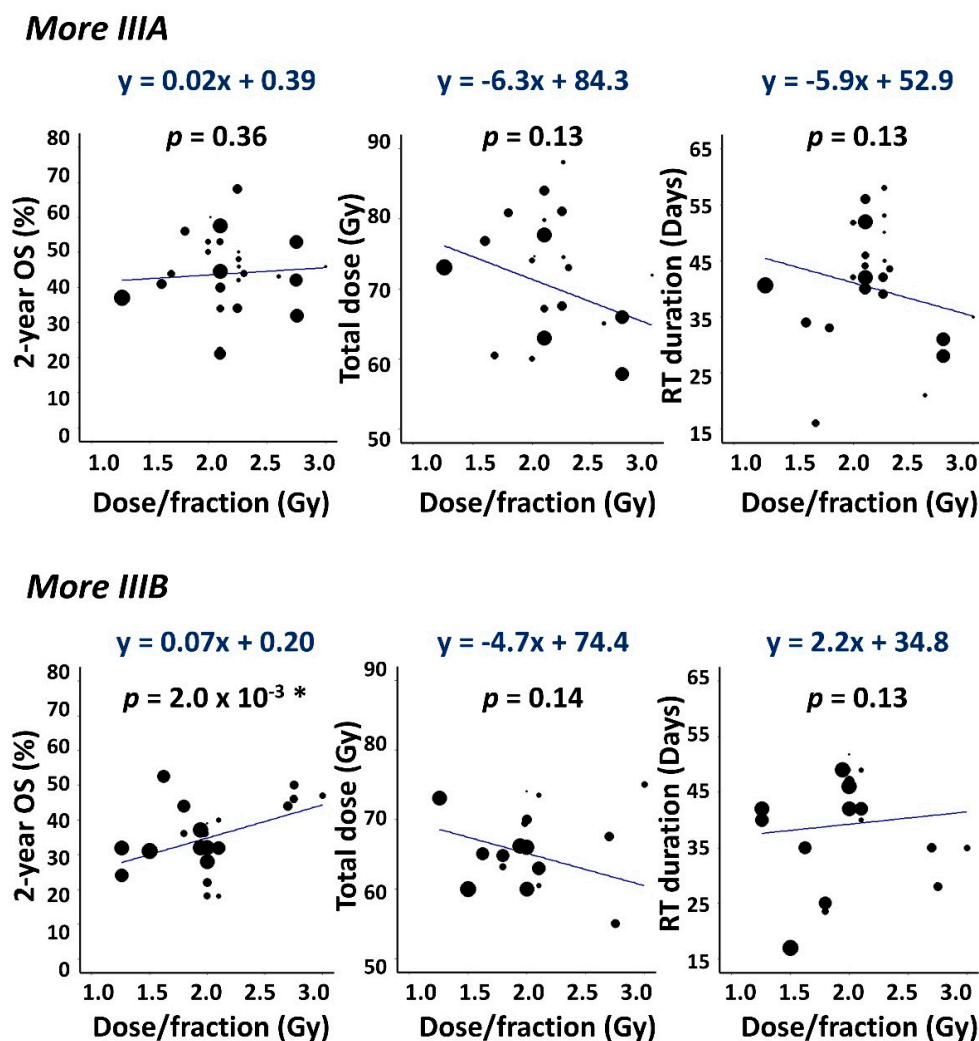 More IIIA
y = 0.02x + 0.39
p = 0.36
2-year OS (%)
80
70
60
50
40
30
20
10
0
1.0
1.5
2.0
2.5
3.0
Dose/fraction (Gy)
y = -6.3x + 84.3
p = 0.13
Total dose (Gy)
90
80
70
60
50
1.0
1.5
2.0
2.5
3.0
Dose/fraction (Gy)
y = -5.9x + 52.9
p = 0.13
RT duration (Days)
65
55
45
35
25
15
1.0
1.5
2.0
2.5
3.0
Dose/fraction (Gy)
More IIIB
y = 0.07x + 0.20
p = 2.0 x 10⁻³ *
2-year OS (%)
80
70
60
50
40
30
20
10
0
1.0
1.5
2.0
2.5
3.0
Dose/fraction (Gy)
y = -4.7x + 74.4
p = 0.14
Total dose (Gy)
90
80
70
60
50
1.0
1.5
2.0
2.5
3.0
Dose/fraction (Gy)
y = 2.2x + 34.8
p = 0.13
RT duration (Days)
65
55
45
35
25
15
1.0
1.5
2.0
2.5
3.0
Dose/fraction (Gy)